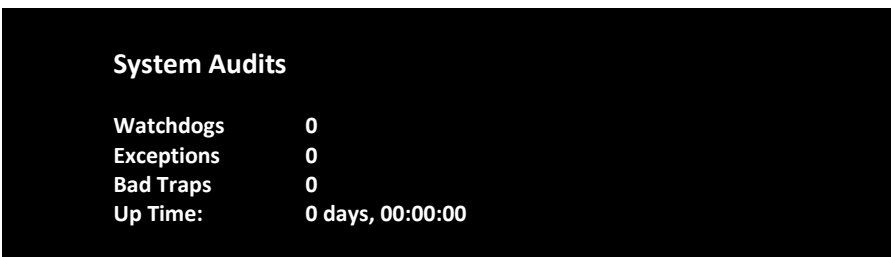 System Audits
Watchdogs 0
Exceptions 0
Bad Traps 0
Up Time: 0 days, 00:00:00